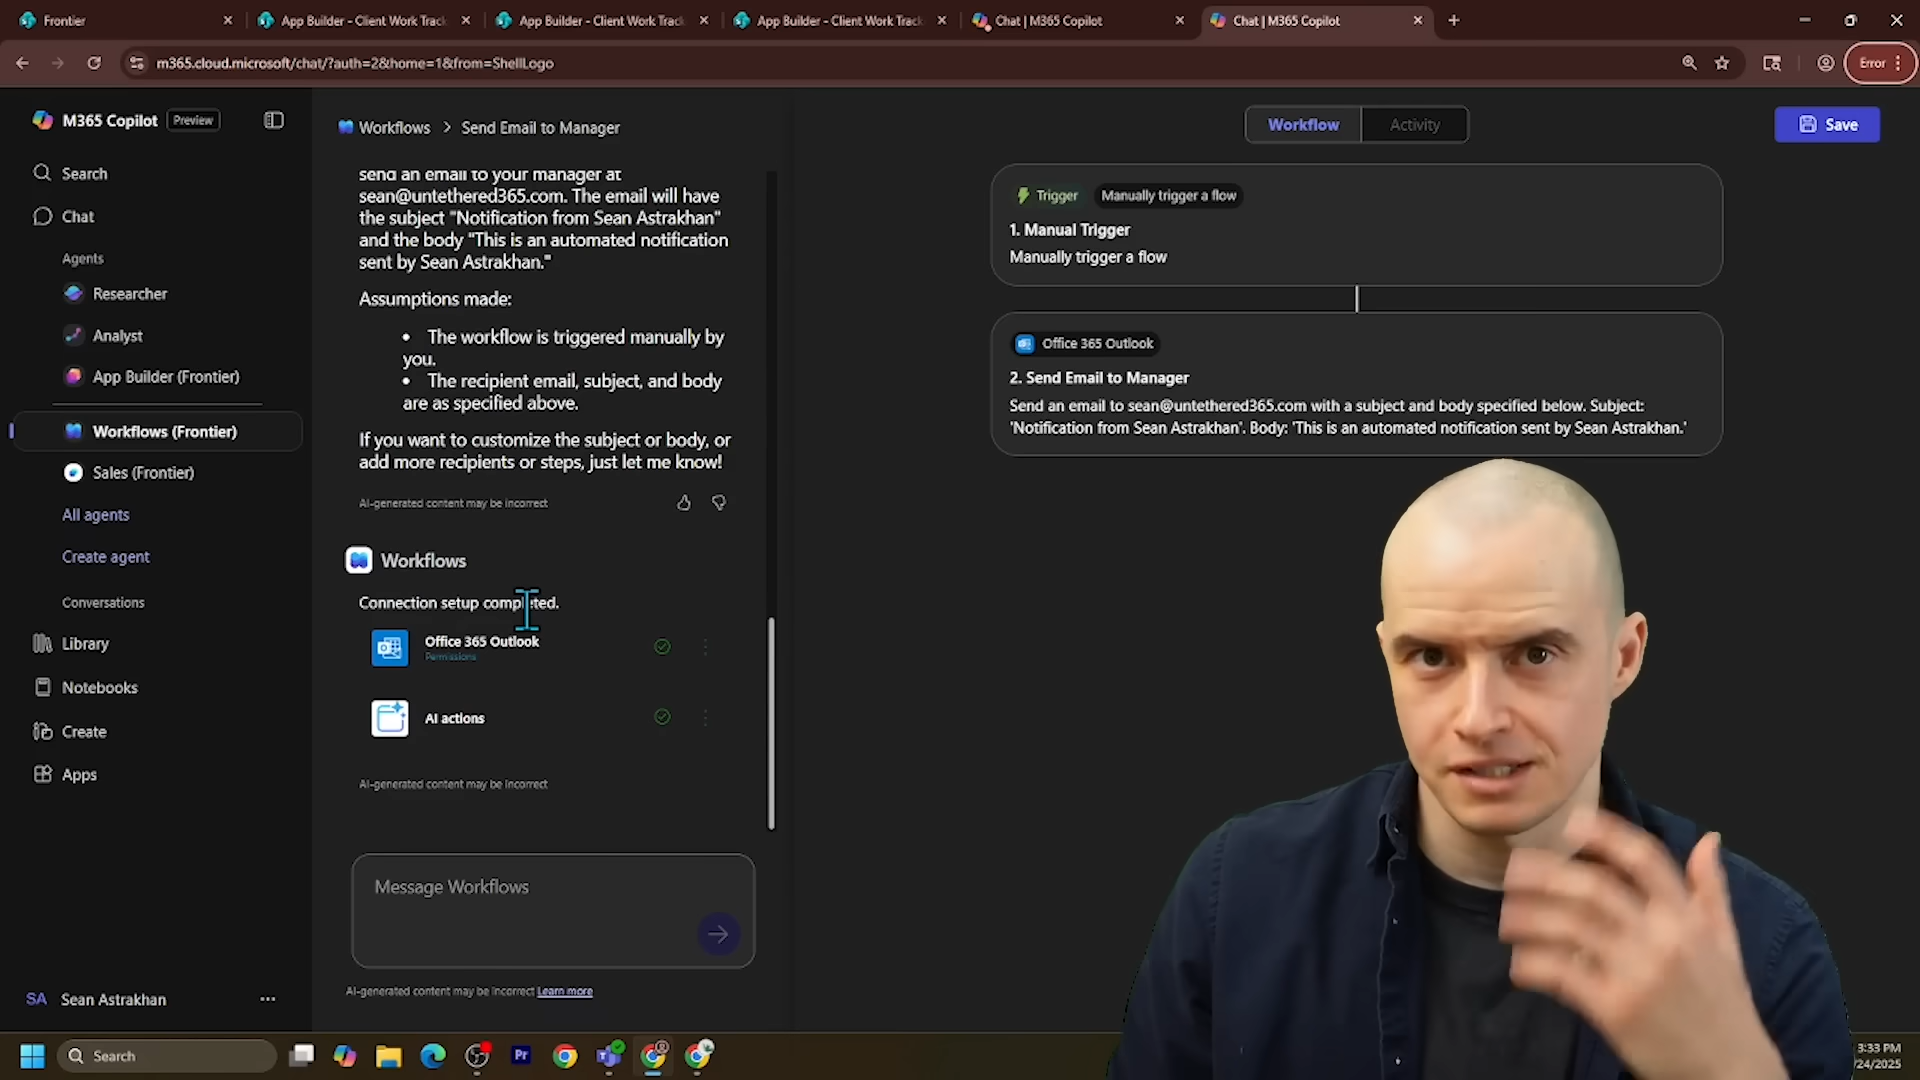 Frontier
App Builder - Client Work Track
App Builder - Client Work Track
App Builder - Client Work Track
Chat | M365 Copilot
Chat | M365 Copilot
m365.cloud.microsoft/chat/?auth=2&home=1&from=ShellLogo
Error
M365 Copilot
Preview
Search
Chat
Agents
Researcher
Analyst
App Builder (Frontier)
Workflows (Frontier)
Sales (Frontier)
All agents
Create agent
Conversations
Library
Notebooks
Create
Apps
SA Sean Astrakhan
Workflows > Send Email to Manager
send an email to your manager at
sean@untethered365.com. The email will have
the subject "Notification from Sean Astrakhan"
and the body "This is an automated notification
sent by Sean Astrakhan."
Assumptions made:
• The workflow is triggered manually by
you.
• The recipient email, subject, and body
are as specified above.
If you want to customize the subject or body, or
add more recipients or steps, just let me know!
AI-generated content may be incorrect
Workflows
Connection setup completed.
Office 365 Outlook
Permissions
AI actions
AI-generated content may be incorrect
Message Workflows
AI-generated content may be incorrect Learn more
Workflow
Activity
Save
Trigger
Manually trigger a flow
1. Manual Trigger
Manually trigger a flow
Office 365 Outlook
2. Send Email to Manager
Send an email to sean@untethered365.com with a subject and body specified below. Subject:
'Notification from Sean Astrakhan'. Body: 'This is an automated notification sent by Sean Astrakhan.'
Search
Pr
3:33 PM
/24/2025